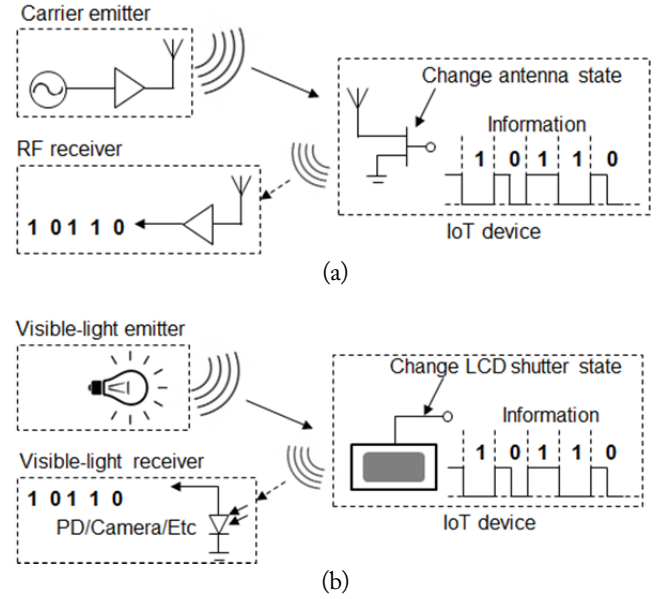 Carrier emitter
Change antenna state
Information
1 0 1 1 0
RF receiver
1 0 1 1 0
IoT device
(a)
Visible-light emitter
Change LCD shutter state
Information
1 0 1 1 0
Visible-light receiver
1 0 1 1 0
PD/Camera/Etc
IoT device
(b)